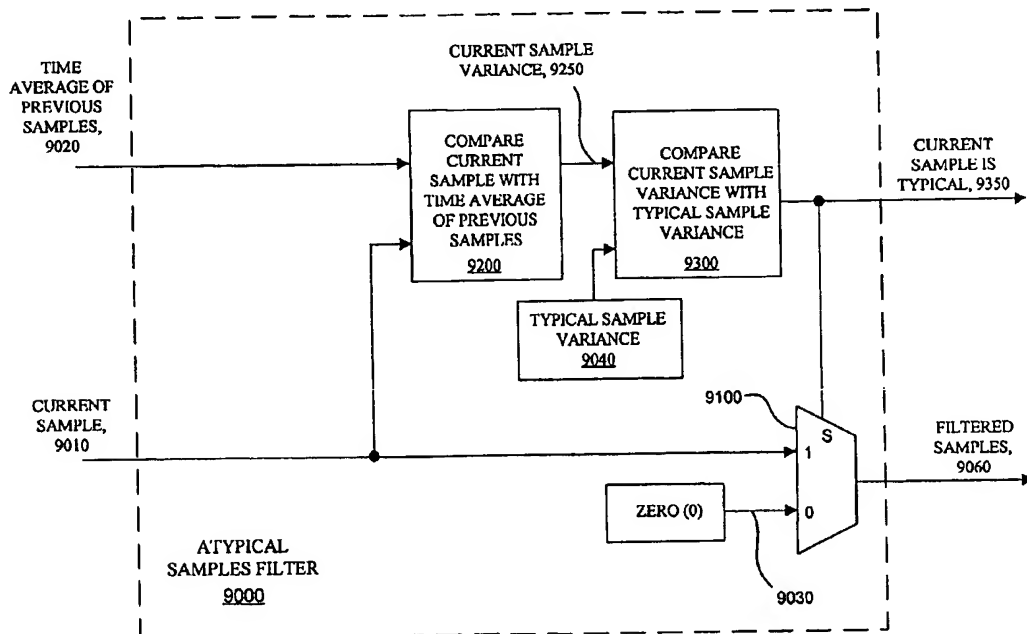 TIME
AVERAGE OF
PREVIOUS
SAMPLES,
9020
CURRENT SAMPLE
VARIANCE, 9250
COMPARE
CURRENT
SAMPLE WITH
TIME AVERAGE
OF PREVIOUS
SAMPLES
9200
COMPARE
CURRENT SAMPLE
VARIANCE WITH
TYPICAL SAMPLE
VARIANCE
9300
CURRENT
SAMPLE IS
TYPICAL, 9350
TYPICAL SAMPLE
VARIANCE
9040
CURRENT
SAMPLE,
9010
9100
S
1
0
FILTERED
SAMPLES,
9060
ZERO (0)
9030
ATYPICAL
SAMPLES FILTER
9000